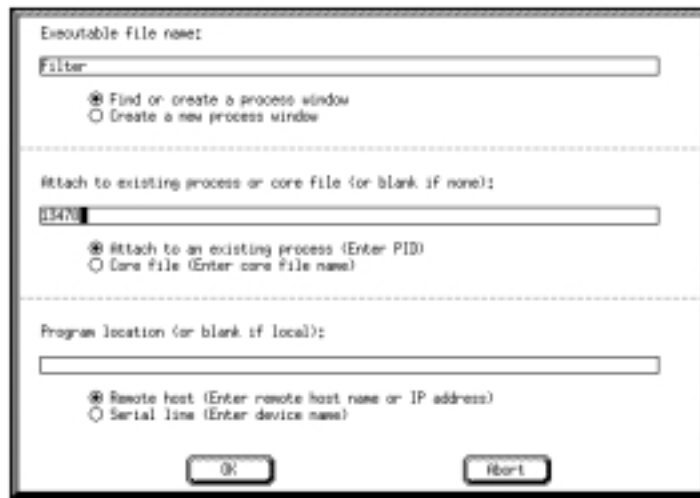 Executable file name:
Filter
Find or create a process window
Create a new process window
Attach to existing process or core file (or blank if none):
13470
Attach to an existing process (Enter PID)
Core file (Enter core file name)
Program location (or blank if local):
Remote host (Enter remote host name or IP address)
Serial line (Enter device name)
OK
Abort